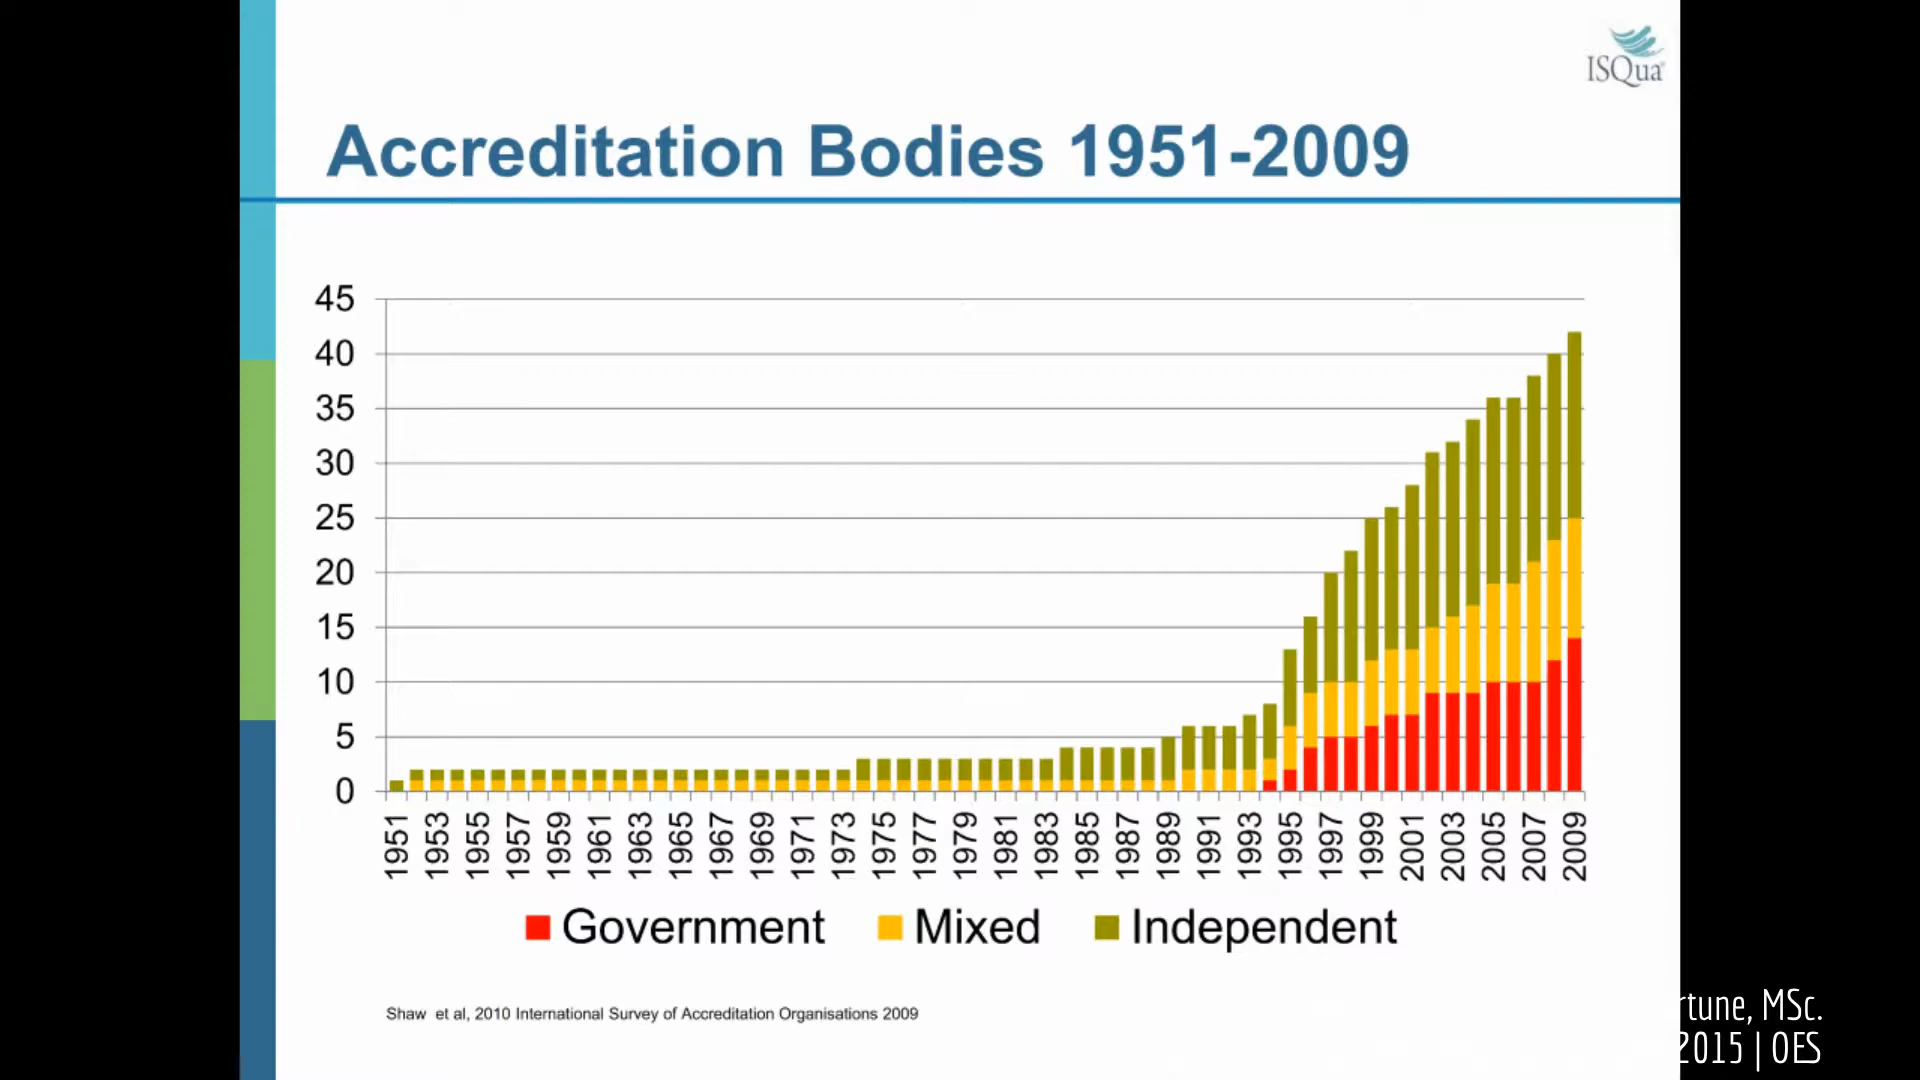 ISQua
Accreditation Bodies 1951-2009
45
40
35
30
25
20
15
10
5
0
1951 1953 1955 1957 1959 1961 1963 1965 1967 1969 1971 1973 1975 1977 1979 1981 1983 1985 1987 1989 1991 1993 1995 1997 1999 2001 2003 2005 2007 2009
Government Mixed Independent
Shaw et al, 2010 International Survey of Accreditation Organisations 2009
rtune, MSc.
2015 | OES